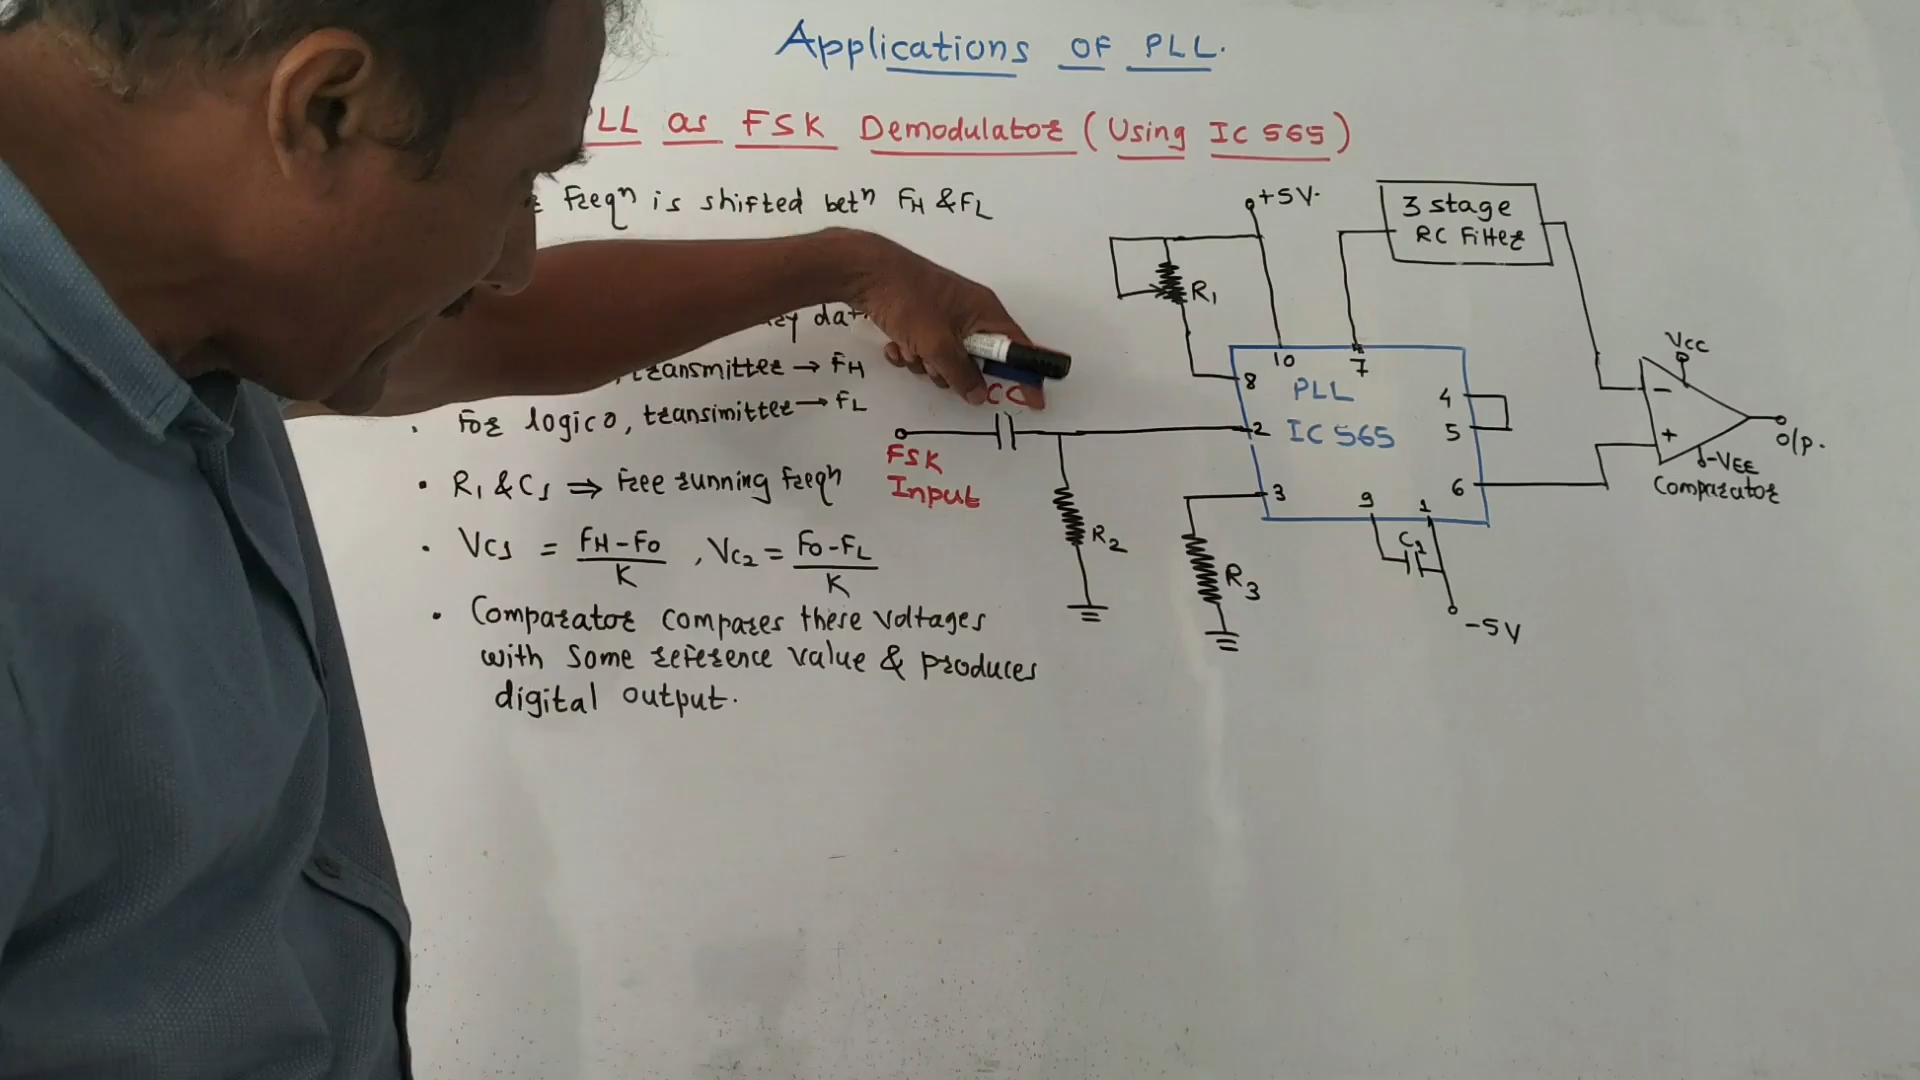 Applications OF PLL.
PLL as FSK Demodulator (Using IC 565)
Freqn is shifted betn FH & FL
transmitter → FH
For logic 0, transimitter → FL
• R1 & C1 ⇒ Free running freqn
• VC1 = FH-FO / K , VC2 = FO-FL / K
• Comparator compares these voltages
with some reference value & produces
digital output.
CC
FSK
Input
R2
R1
+5V.
3 stage
RC Filter
10
7
8
PLL
4
2
IC 565
5
3
9
1
6
R3
C1
-5V
Vcc
-
+
-VEE
Comparator
O/P.